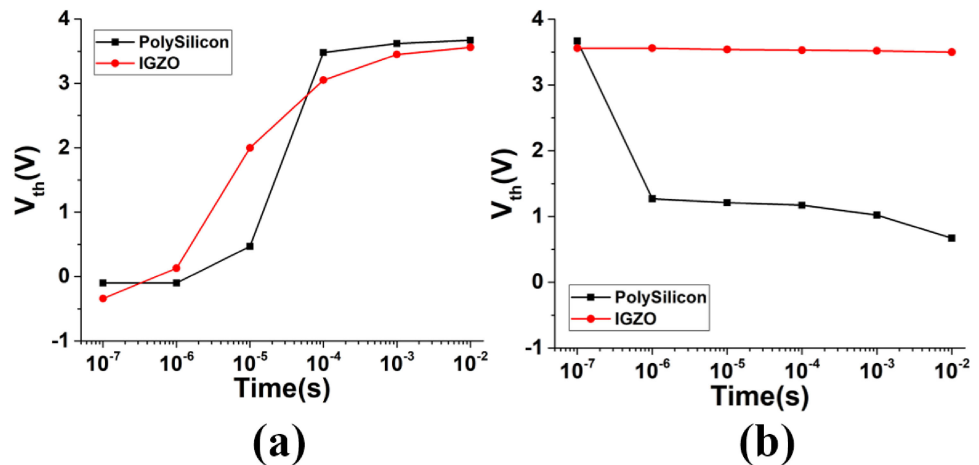 4
3
2
1
0
-1
V_th(V)
PolySilicon
IGZO
10^-7 10^-6 10^-5 10^-4 10^-3 10^-2
Time(s)
(a)
4
3
2
1
0
-1
V_th(V)
PolySilicon
IGZO
10^-7 10^-6 10^-5 10^-4 10^-3 10^-2
Time(s)
(b)